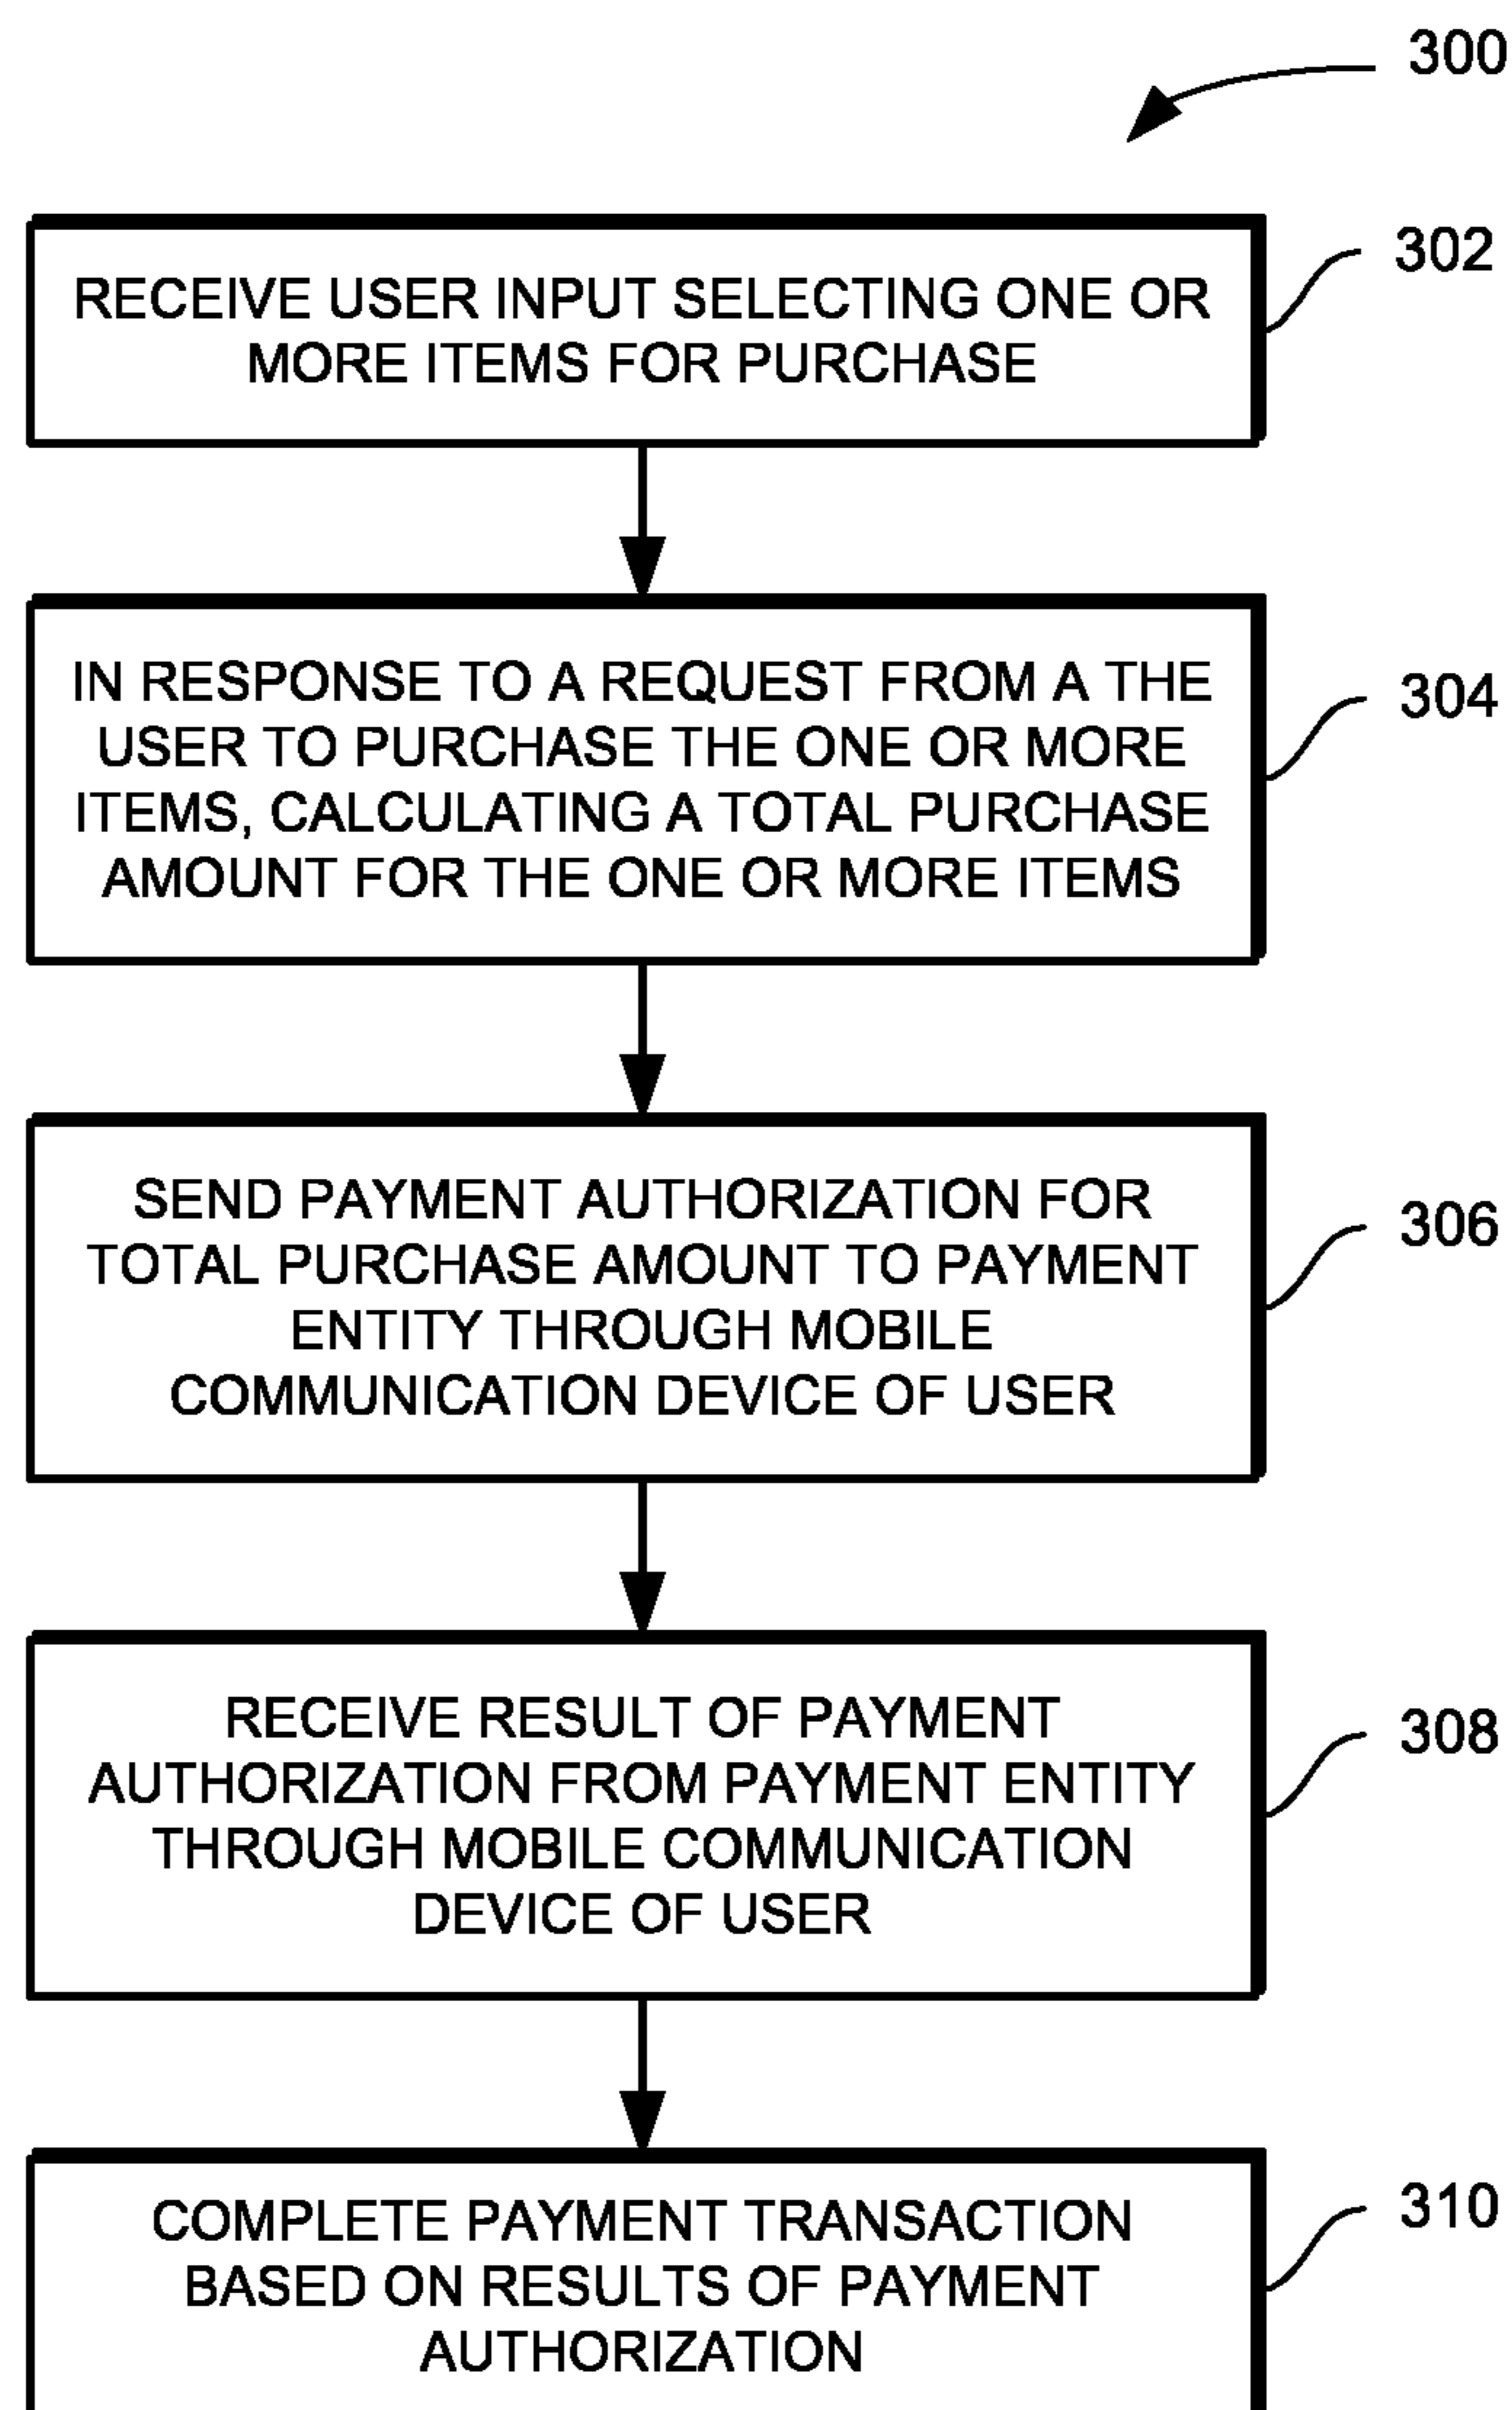 300
RECEIVE USER INPUT SELECTING ONE OR
MORE ITEMS FOR PURCHASE
302
IN RESPONSE TO A REQUEST FROM A THE
USER TO PURCHASE THE ONE OR MORE
ITEMS, CALCULATING A TOTAL PURCHASE
AMOUNT FOR THE ONE OR MORE ITEMS
304
SEND PAYMENT AUTHORIZATION FOR
TOTAL PURCHASE AMOUNT TO PAYMENT
ENTITY THROUGH MOBILE
COMMUNICATION DEVICE OF USER
306
RECEIVE RESULT OF PAYMENT
AUTHORIZATION FROM PAYMENT ENTITY
THROUGH MOBILE COMMUNICATION
DEVICE OF USER
308
COMPLETE PAYMENT TRANSACTION
BASED ON RESULTS OF PAYMENT
AUTHORIZATION
310